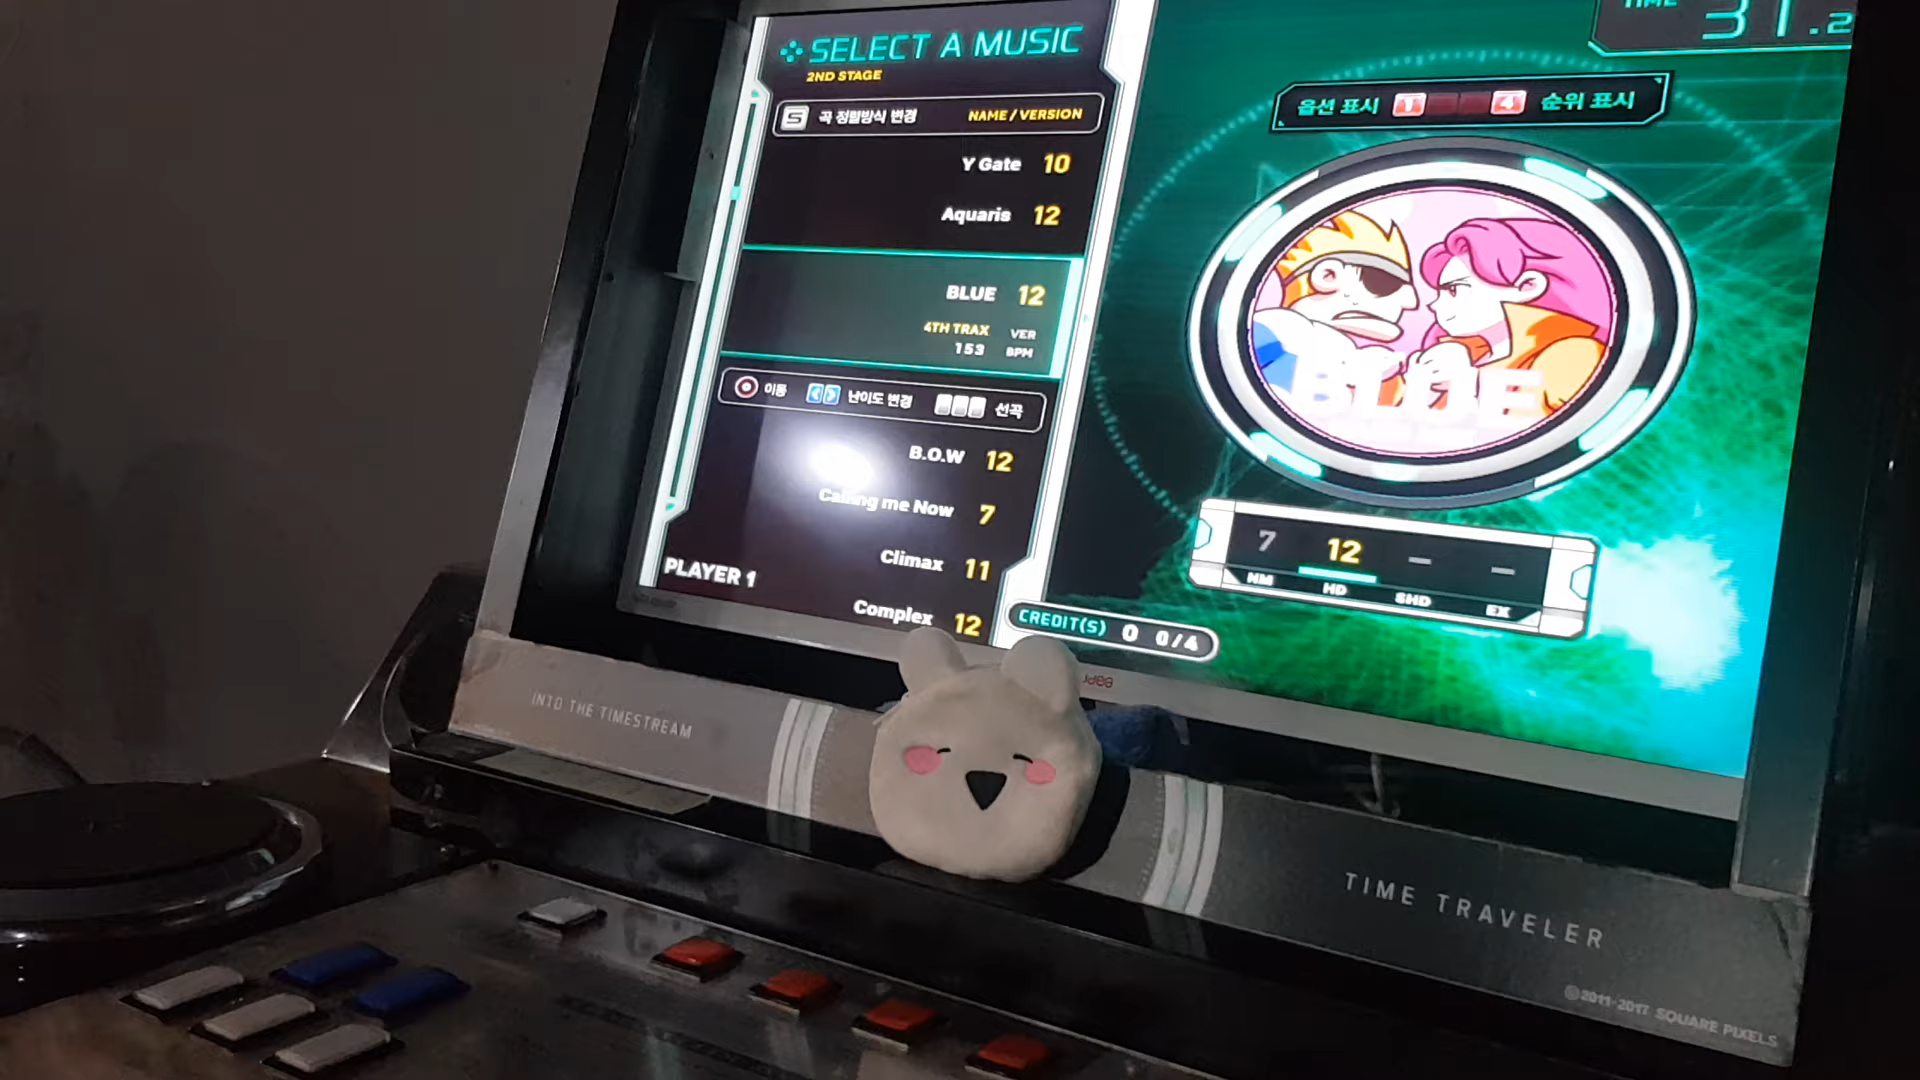 SELECT A MUSIC
2ND STAGE
S 곡 정렬방식 변경 NAME / VERSION
Y Gate 10
Aquaris 12
BLUE 12
4TH TRAX VER
153 BPM
이동 난이도 변경 선곡
B.O.W 12
Calling me Now 7
Climax 11
Complex 12
PLAYER 1
CREDIT(S) 0 0/4
TIME 31.2
옵션 표시 1 4 순위 표시
BLUE
7 12 — —
NM HD SHD EX
INTO THE TIMESTREAM
TIME TRAVELER
©2011-2017 SQUARE PIXELS